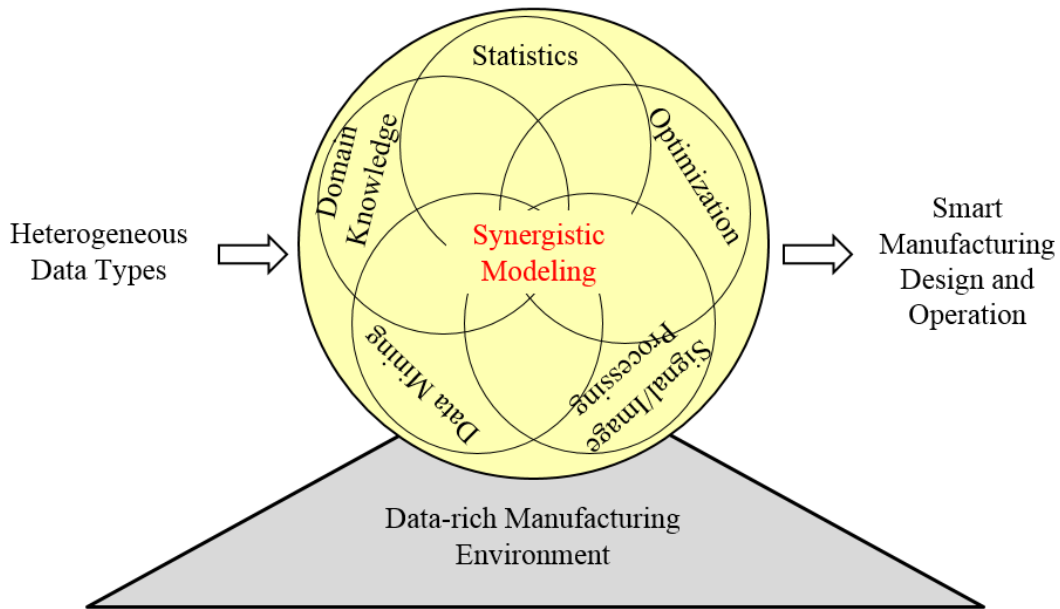 Statistics
Domain
Knowledge
Optimization
Heterogeneous
Data Types
Synergistic
Modeling
Smart
Manufacturing
Design and
Operation
Data Mining
Signal/Image
Processing
Data-rich Manufacturing
Environment